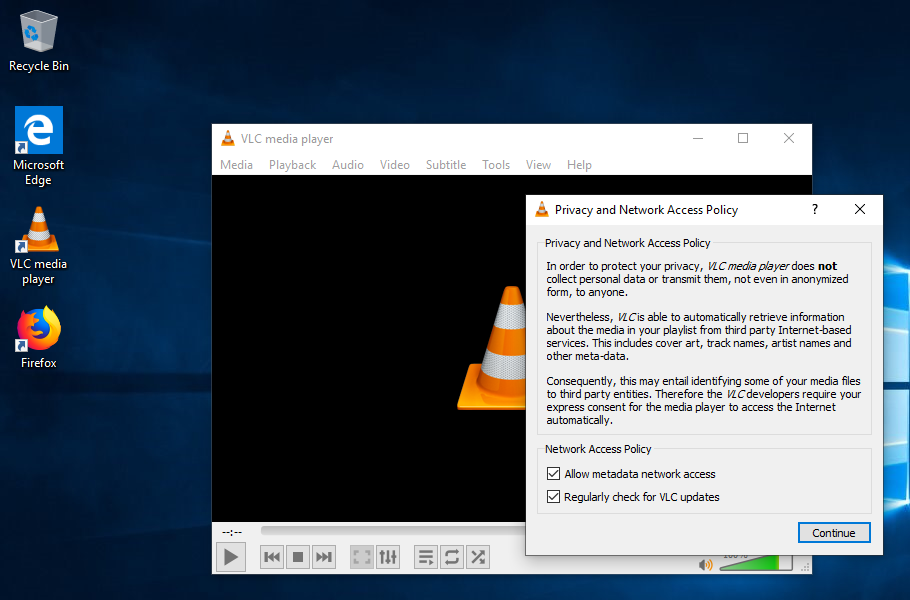 Recycle Bin
Microsoft
Edge
VLC media
player
Firefox
VLC media player
Media Playback Audio Video Subtitle Tools View Help
Privacy and Network Access Policy ?
Privacy and Network Access Policy
In order to protect your privacy, VLC media player does not
collect personal data or transmit them, not even in anonymized
form, to anyone.
Nevertheless, VLC is able to automatically retrieve information
about the media in your playlist from third party Internet-based
services. This includes cover art, track names, artist names and
other meta-data.
Consequently, this may entail identifying some of your media files
to third party entities. Therefore the VLC developers require your
express consent for the media player to access the Internet
automatically.
Network Access Policy
Allow metadata network access
Regularly check for VLC updates
Continue
--:--